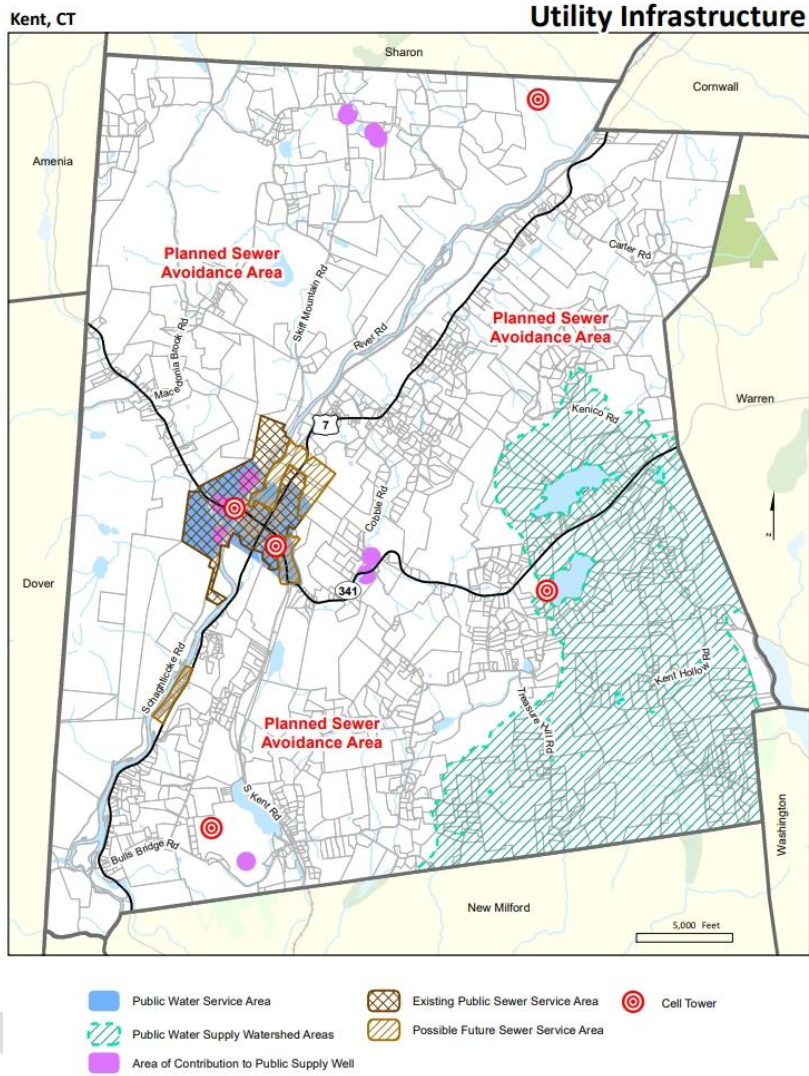 Kent, CT
Utility Infrastructure
Sharon
Cornwall
Amenia
Planned Sewer
Avoidance Area
Carter Rd
Skiff Mountain Rd
River Rd
Planned Sewer
Avoidance Area
Macedonia Brook Rd
Warren
Kenico Rd
7
Cobble Rd
Dover
341
z
Schaghticoke Rd
Kent Hollow Rd
Treasure Hill Rd
Planned Sewer
Avoidance Area
S Kent Rd
Bulls Bridge Rd
Washington
New Milford
5,000 Feet
Public Water Service Area
Existing Public Sewer Service Area
Cell Tower
Public Water Supply Watershed Areas
Possible Future Sewer Service Area
Area of Contribution to Public Supply Well